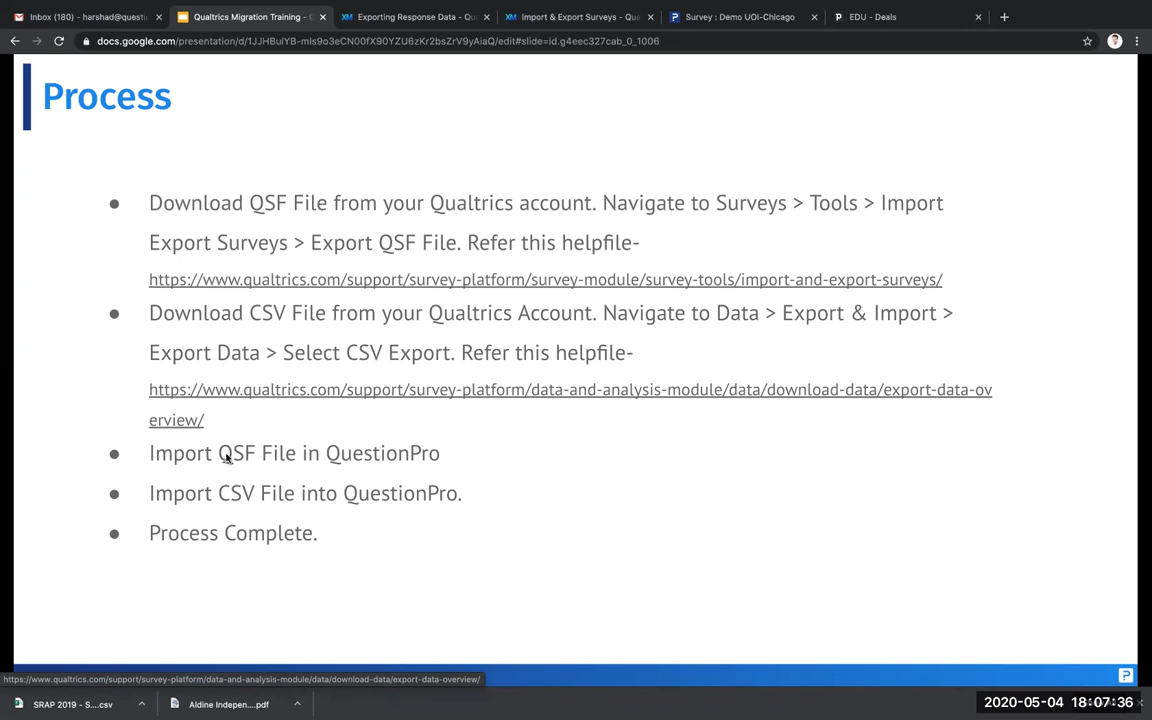 Inbox (180) - harshad@questi
Qualtrics Migration Training -
Exporting Response Data - Qu
Import & Export Surveys - Qua
Survey : Demo UOI-Chicago
EDU - Deals
docs.google.com/presentation/d/1JJHBulYB-mIs9o3eCN00fX90YZU6zKr2bsZrV9yAiaQ/edit#slide=id.g4eec327cab_0_1006
Process
● Download QSF File from your Qualtrics account. Navigate to Surveys > Tools > Import
Export Surveys > Export QSF File. Refer this helpfile-
https://www.qualtrics.com/support/survey-platform/survey-module/survey-tools/import-and-export-surveys/
● Download CSV File from your Qualtrics Account. Navigate to Data > Export & Import >
Export Data > Select CSV Export. Refer this helpfile-
https://www.qualtrics.com/support/survey-platform/data-and-analysis-module/data/download-data/export-data-ov
erview/
● Import QSF File in QuestionPro
● Import CSV File into QuestionPro.
● Process Complete.
https://www.qualtrics.com/support/survey-platform/data-and-analysis-module/data/download-data/export-data-overview/
SRAP 2019 - S....csv
Aldine Indepen....pdf
2020-05-04 18:07:36